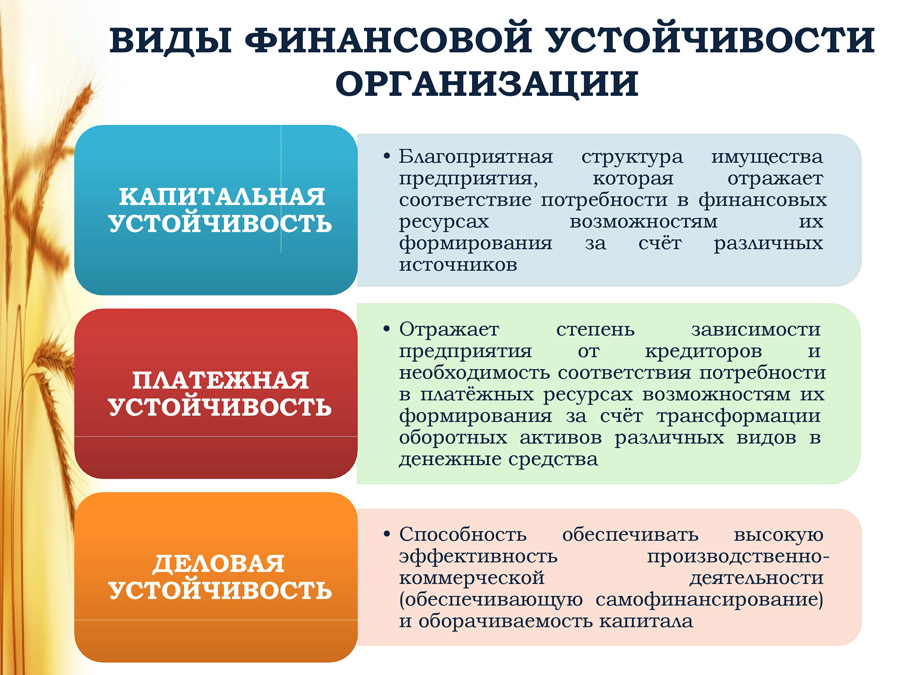 ВИДЫ ФИНАНСОВОЙ УСТОЙЧИВОСТИ
ОРГАНИЗАЦИИ
КАПИТАЛЬНАЯ
УСТОЙЧИВОСТЬ
• Благоприятная структура имущества
предприятия, которая отражает
соответствие потребности в финансовых
ресурсах возможностям их
формирования за счёт различных
источников
ПЛАТЕЖНАЯ
УСТОЙЧИВОСТЬ
• Отражает степень зависимости
предприятия от кредиторов и
необходимость соответствия потребности
в платёжных ресурсах возможностям их
формирования за счёт трансформации
оборотных активов различных видов в
денежные средства
ДЕЛОВАЯ
УСТОЙЧИВОСТЬ
• Способность обеспечивать высокую
эффективность производственно-
коммерческой деятельности
(обеспечивающую самофинансирование)
и оборачиваемость капитала